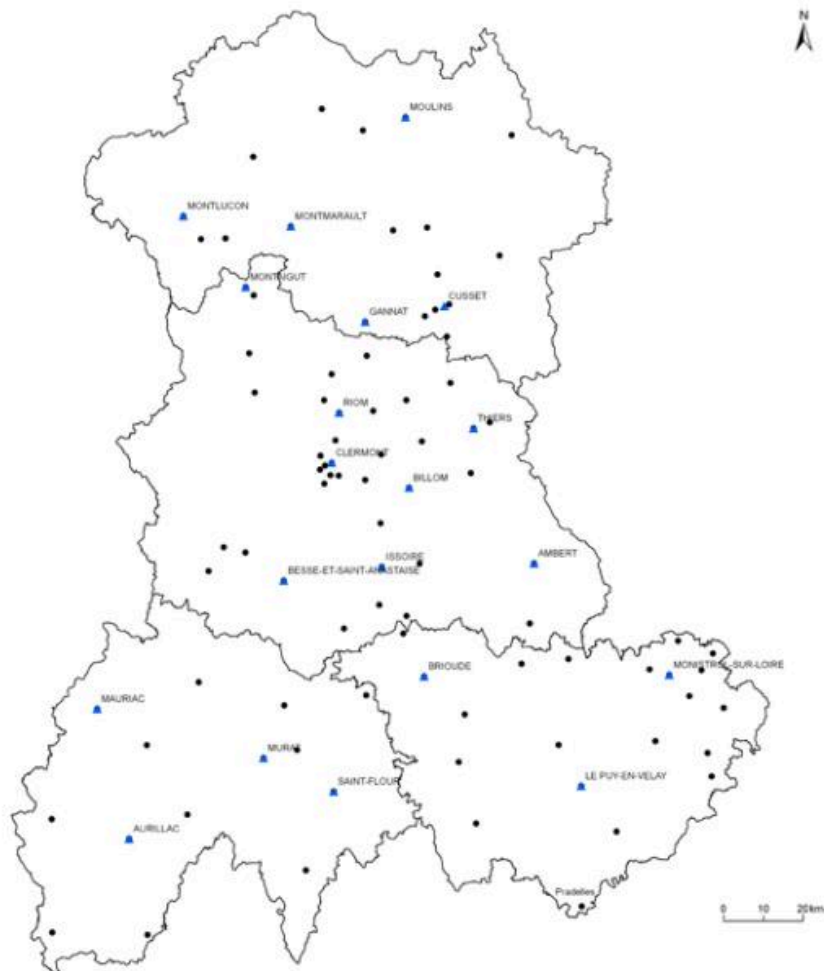 N
MOULINS
MONTLUCON
MONTMARAULT
MONTAIGUT
CUSSET
GANNAT
RIOM
THIERS
CLERMONT
BILLOM
ISSOIRE
AMBERT
BESSE-ET-SAINT-ANASTAISE
BRIOUDE
MONISTROL-SUR-LOIRE
MAURIAC
MURAT
SAINT-FLOUR
LE PUY-EN-VELAY
AURILLAC
Pradelles
0 10 20km